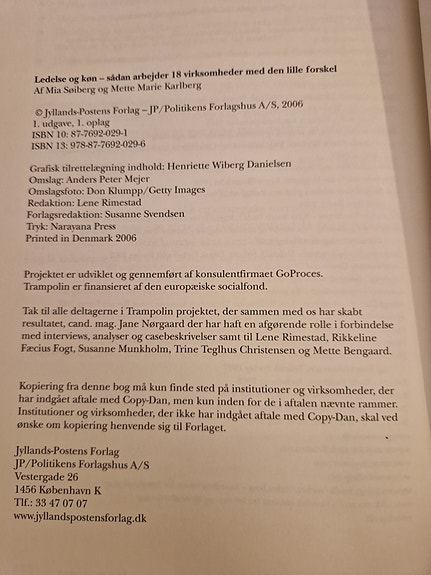 Ledelse og køn – sådan arbejder 18 virksomheder med den lille forskel
Af Mia Søiberg og Mette Marie Karlberg
© Jyllands-Postens Forlag – JP/Politikens Forlagshus A/S, 2006
1. udgave, 1. oplag
ISBN 10: 87-7692-029-1
ISBN 13: 978-87-7692-029-6
Grafisk tilrettelægning indhold: Henriette Wiberg Danielsen
Omslag: Anders Peter Mejer
Omslagsfoto: Don Klumpp/Getty Images
Redaktion: Lene Rimestad
Forlagsredaktion: Susanne Svendsen
Tryk: Narayana Press
Printed in Denmark 2006
Projektet er udviklet og gennemført af konsulentfirmaet GoProces.
Trampolin er finansieret af den europæiske socialfond.
Tak til alle deltagerne i Trampolin projektet, der sammen med os har skabt
resultatet, cand. mag. Jane Nørgaard der har haft en afgørende rolle i forbindelse
med interviews, analyser og casebeskrivelser samt til Lene Rimestad, Rikkeline
Fæcius Fogt, Susanne Munkholm, Trine Teglhus Christensen og Mette Bengaard.
Kopiering fra denne bog må kun finde sted på institutioner og virksomheder, der
har indgået aftale med Copy-Dan, men kun inden for de i aftalen nævnte rammer.
Institutioner og virksomheder, der ikke har indgået aftale med Copy-Dan, skal ved
ønske om kopiering henvende sig til Forlaget.
Jyllands-Postens Forlag
JP/Politikens Forlagshus A/S
Vestergade 26
1456 København K
Tlf.: 33 47 07 07
www.jyllandspostensforlag.dk